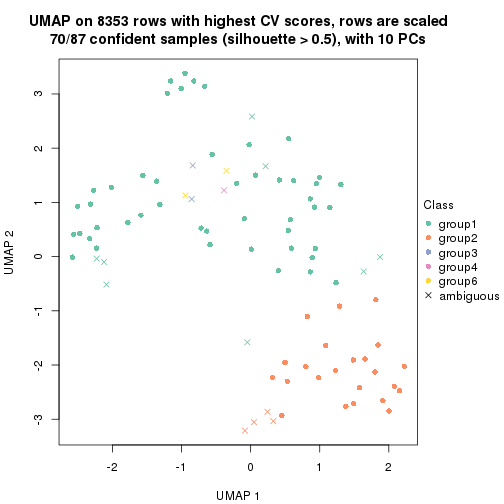 UMAP on 8353 rows with highest CV scores, rows are scaled
70/87 confident samples (silhouette > 0.5), with 10 PCs
3
2
1
0
-1
-2
-3
UMAP 2
-2
-1
0
1
2
UMAP 1
Class
group1
group2
group3
group4
group6
ambiguous